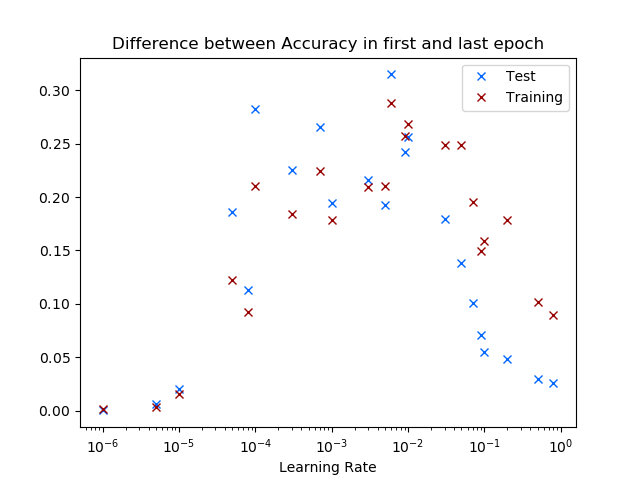 Difference between Accuracy in first and last epoch
Test
Training
0.30
0.25
0.20
0.15
0.10
0.05
0.00
10⁻⁶ 10⁻⁵ 10⁻⁴ 10⁻³ 10⁻² 10⁻¹ 10⁰
Learning Rate